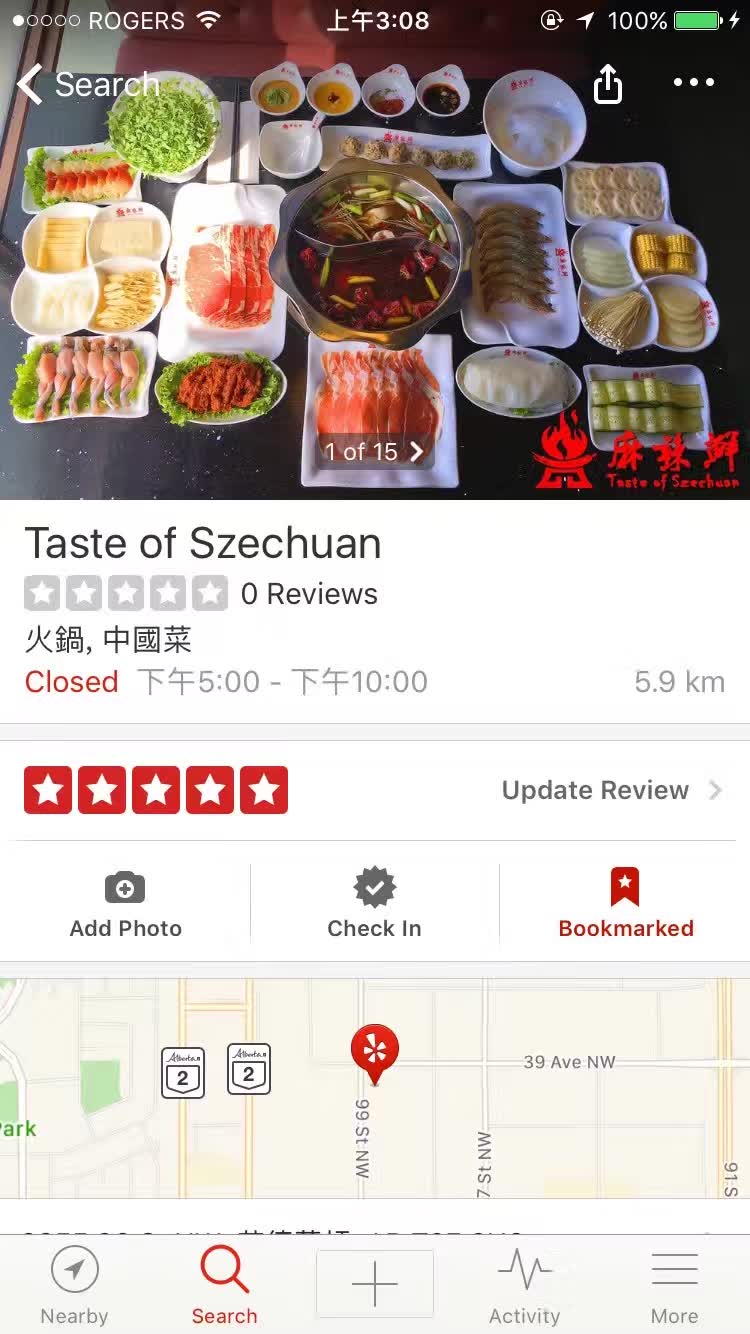 ROGERS 上午3:08 100%
Search
1 of 15
麻辣鲜
Taste of Szechuan
Taste of Szechuan
0 Reviews
火鍋, 中國菜
Closed 下午5:00 - 下午10:00 5.9 km
Update Review
Add Photo Check In Bookmarked
Alberta
2
Alberta
2
39 Ave NW
99 St NW
7 St NW
91 S
Park
Nearby Search Activity More